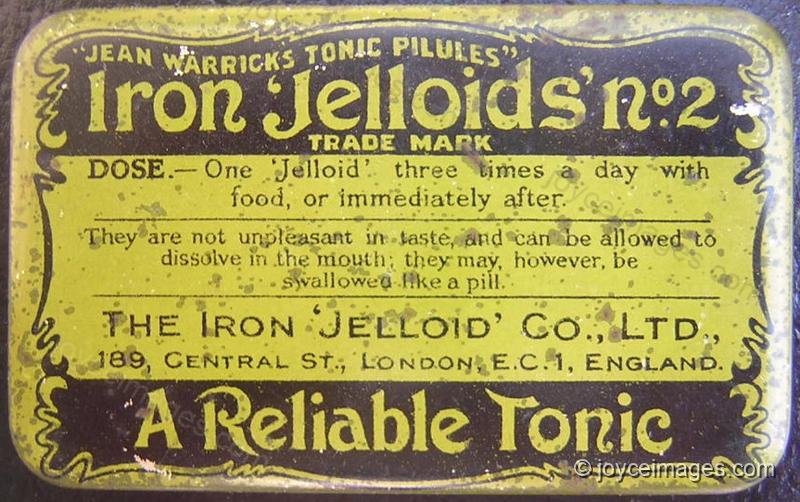 "JEAN WARRICKS TONIC PILULES"
Iron 'Jelloids' no.2
TRADE MARK
DOSE.— One 'Jelloid' three times a day with
food, or immediately after.
They are not unpleasant in taste, and can be allowed to
dissolve in the mouth; they may, however, be
swallowed like a pill.
THE IRON 'JELLOID' CO., LTD.,
189, CENTRAL ST., LONDON, E.C.1, ENGLAND.
A Reliable Tonic
© joyceimages.com